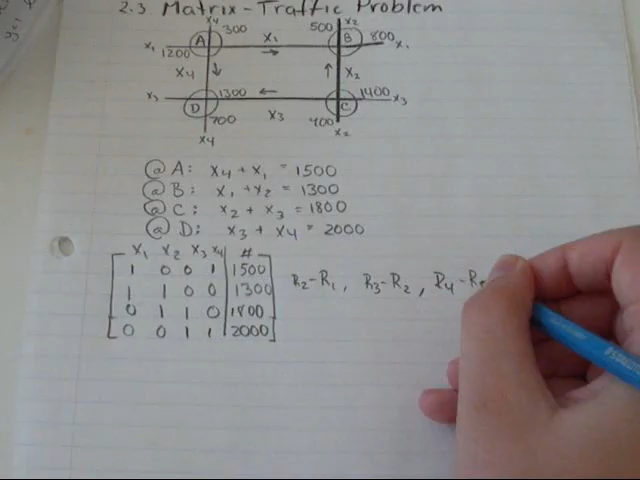 2.3 Matrix-Traffic Problem
x4 300 x1 500 x2 800
x1 A B x1
1200
x4 x2
x3 1300 1400 x3
D C
700 x3 400
x4 x2
@ A: x4 + x1 = 1500
@ B: x1 + x2 = 1300
@ C: x2 + x3 = 1800
@ D: x3 + x4 = 2000
x1 x2 x3 x4 #
1 0 0 1 1500
1 1 0 0 1300 R2-R1, R3-R2, R4-R
0 1 1 0 1800
0 0 1 1 2000